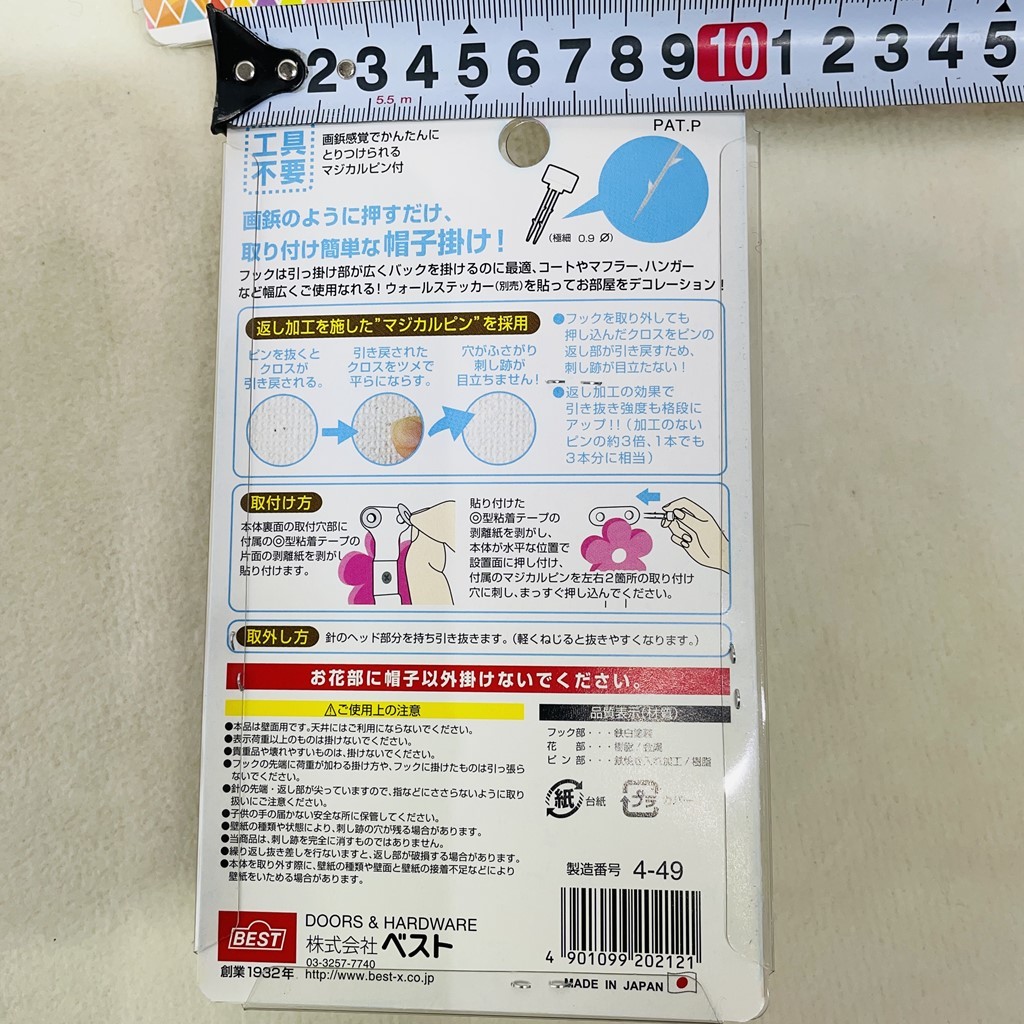 2 3 4 5 6 7 8 9 10 1 2 3 4 5
5.5 m
PAT.P
工具
不要
画鋲感覚でかんたんに
とりつけられる
マジカルピン付
(極細 0.9 Ø)
画鋲のように押すだけ、
取り付け簡単な帽子掛け!
フックは引っ掛け部が広くバックを掛けるのに最適、コートやマフラー、ハンガー
など幅広くご使用なれる!ウォールステッカー(別売)を貼ってお部屋をデコレーション!
返し加工を施した"マジカルピン"を採用
ピンを抜くと
クロスが
引き戻される。
引き戻された
クロスをツメで
平らにならす。
穴がふさがり
刺し跡が
目立ちません!
●フックを取り外しても
押し込んだクロスをピンの
返し部が引き戻すため、
刺し跡が目立たない!
●返し加工の効果で
引き抜き強度も格段に
アップ!!(加工のない
ピンの約3倍、1本でも
3本分に相当)
取付け方
本体裏面の取付穴部に
付属の◎型粘着テープの
片面の剥離紙を剥がし
貼り付けます。
貼り付けた
◎型粘着テープの
剥離紙を剥がし、
本体が水平な位置で
設置面に押し付け、
付属のマジカルピンを左右2箇所の取り付け
穴に刺し、まっすぐ押し込んでください。
取外し方
針のヘッド部分を持ち引き抜きます。(軽くねじると抜きやすくなります。)
お花部に帽子以外掛けないでください。
⚠ご使用上の注意
●本品は壁面用です。天井にはご利用にならないでください。
●表示荷重以上のものは掛けないでください。
●貴重品や壊れやすいものは、掛けないでください。
●フックの先端に荷重が加わる掛け方や、フックに掛けたものは引っ張ら
ないでください。
●針の先端・返し部が尖っていますので、指などにささらないように取り
扱いにご注意ください。
●子供の手の届かない安全な所に保管してください。
●壁紙の種類や状態により、刺し跡の穴が残る場合があります。
●当商品は、刺し跡を完全に消すものではありません。
●繰り返し抜き差しを行ないますと、返し部が破損する場合があります。
●本体を取り外す際に、壁紙の種類や壁面と壁紙の接着不足などにより
壁紙をいためる場合があります。
品質表示(材質)
フック部・・・鉄白塗装
花 部・・・樹脂/金属
ピン部・・・鉄焼き入れ加工/樹脂
紙 台紙
プラ カバー
製造番号 4-49
4 901099 202121
MADE IN JAPAN
BEST
創業1932年
DOORS & HARDWARE
株式会社ベスト
03-3257-7740
http://www.best-x.co.jp